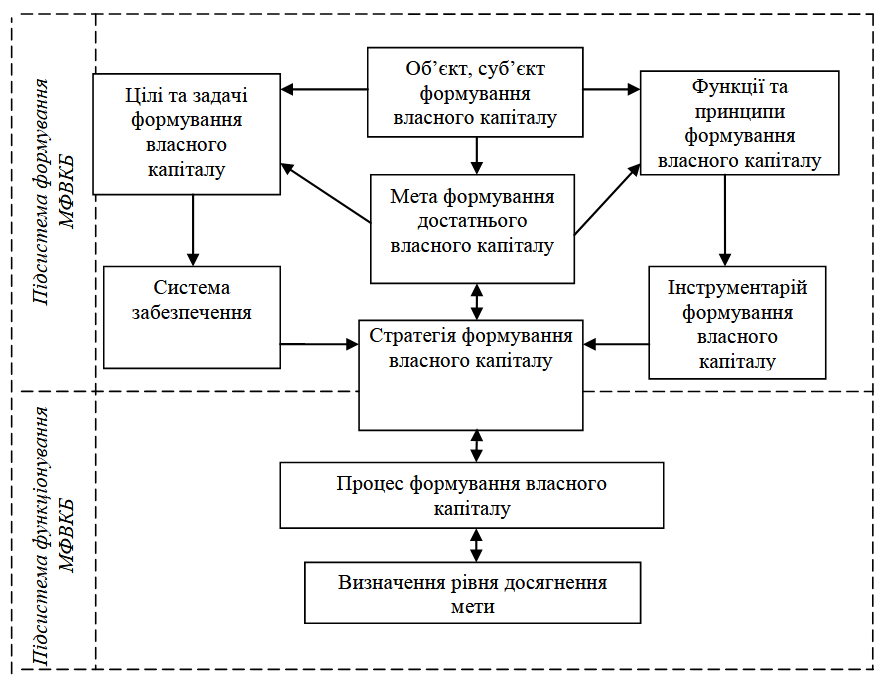 Підсистема формування
МФВКБ
Об’єкт, суб’єкт
формування
власного капіталу
Цілі та задачі
формування
власного
капіталу
Функції та
принципи
формування
власного капіталу
Мета формування
достатнього
власного капіталу
Система
забезпечення
Інструментарій
формування
власного
капіталу
Стратегія формування
власного капіталу
Підсистема функціонування
МФВКБ
Процес формування власного
капіталу
Визначення рівня досягнення
мети